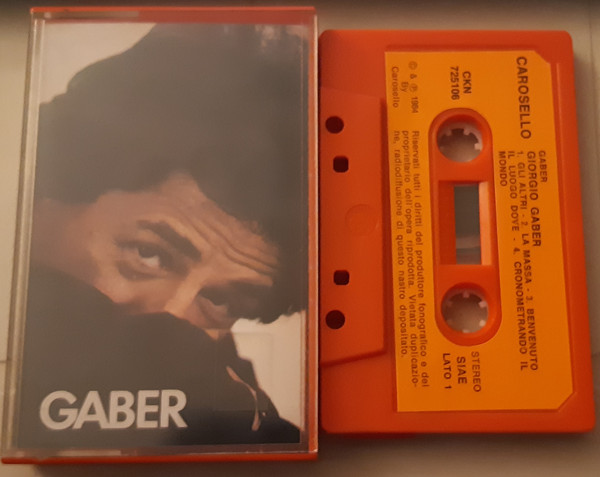 GABER
CAROSELLO
GABER
GIORGIO GABER
1. GLI ALTRI - 2. LA MASSA - 3. BENVENUTO
IL LUOGO DOVE - 4. CRONOMETRANDO IL
MONDO
CKN
725106
STEREO
SIAE
LATO 1
© & ℗ 1984
By
Carosello
Riservati tutti i diritti del produttore fonografico e del
proprietario dell'opera riprodotta. Vietata duplicazio-
ne, radiodiffusione di questo nastro depositato.